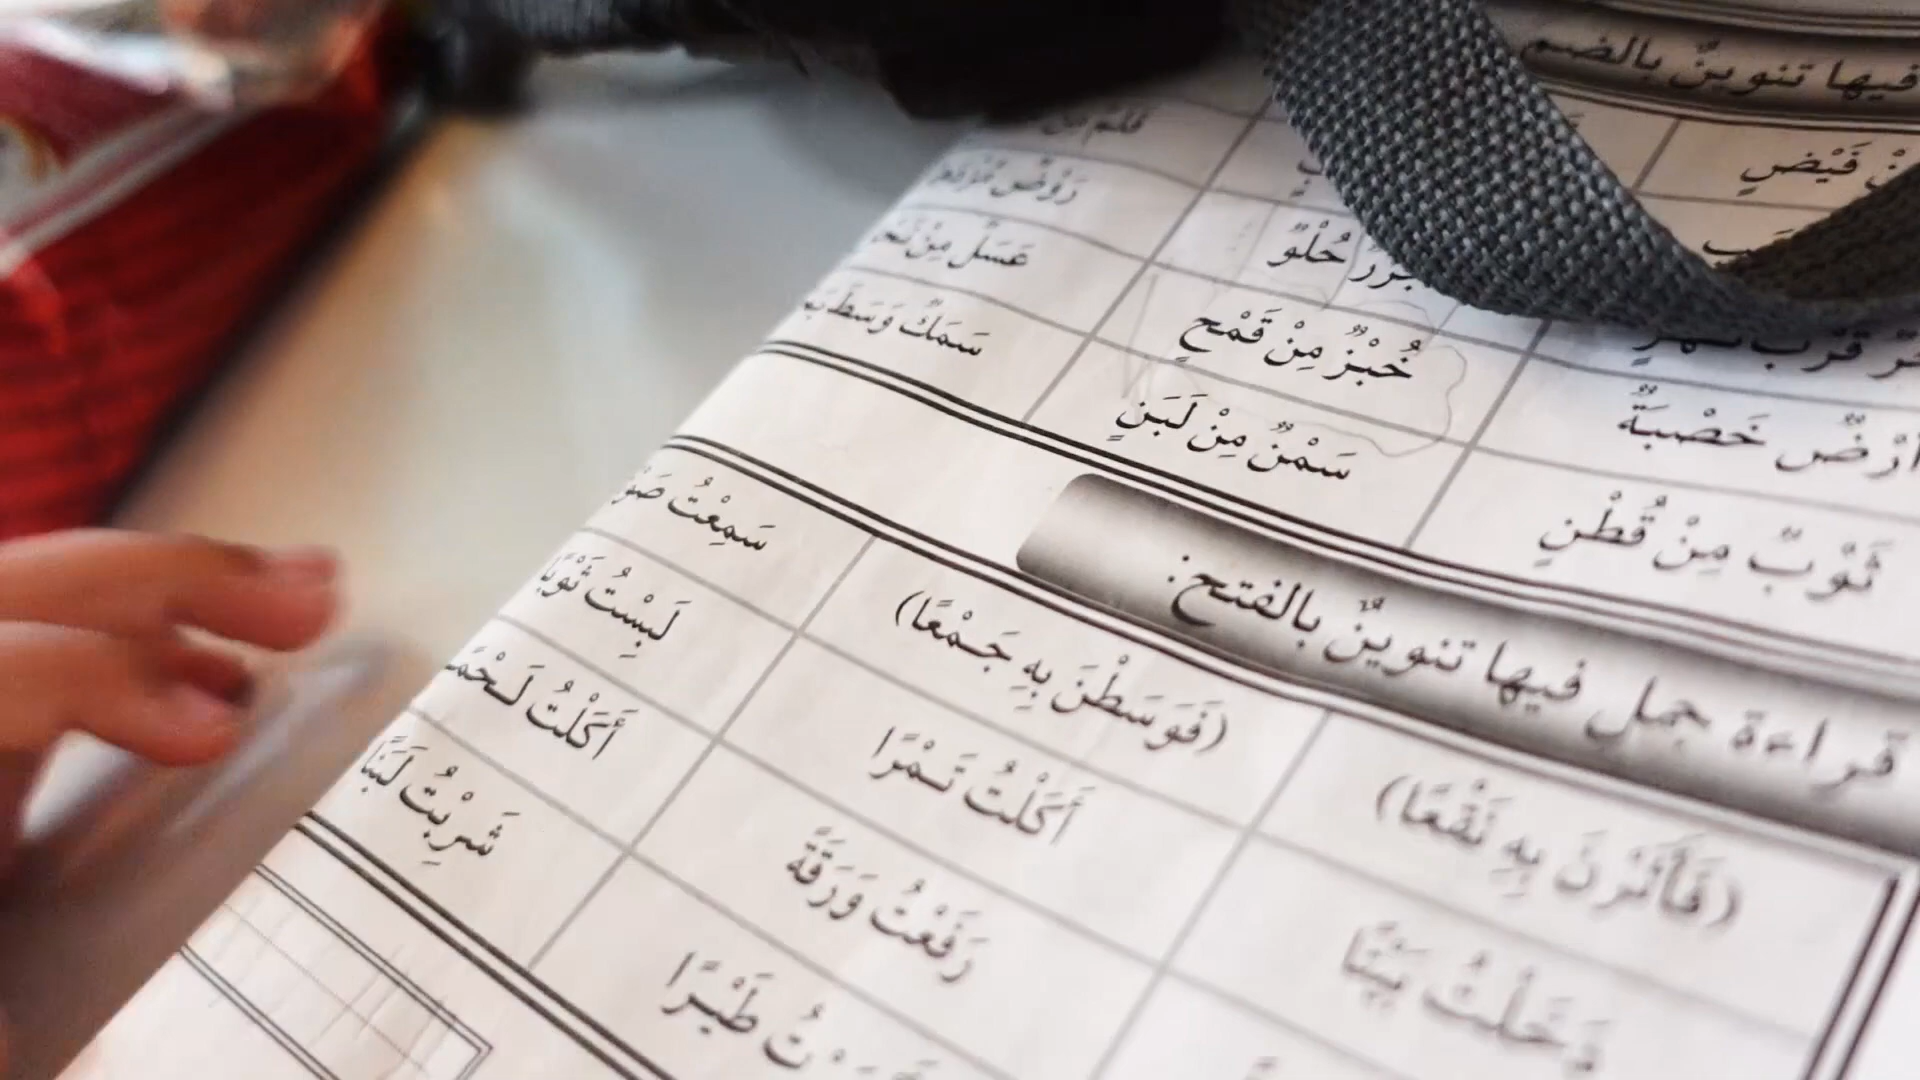 فيها تنوينٌ بالضم
فَيْضٍ
رَوْضٌ
حُلْوٌ
عَسَلٌ مِنْ
خُبْزٌ مِنْ قَمْحٍ
سَمَكٌ وَسَطَ
أَرْضٌ خَصْبَةٌ
سَمْنٌ مِنْ لَبَنٍ
ثَوْبٌ مِنْ قُطْنٍ
قراءة جمل فيها تنوينٌ بالفتح:
(فَأَثَرْنَ بِهِ نَقْعًا)
(فَوَسَطْنَ بِهِ جَمْعًا)
سَمِعْتُ
دَخَلْتُ بَيْتًا
أَكَلْتُ تَمْرًا
لَبِسْتُ ثَوْبًا
رَفَعْتُ وَرَقَةً
أَكَلْتُ
طَيْرًا
شَرِبْتُ لَبَنًا